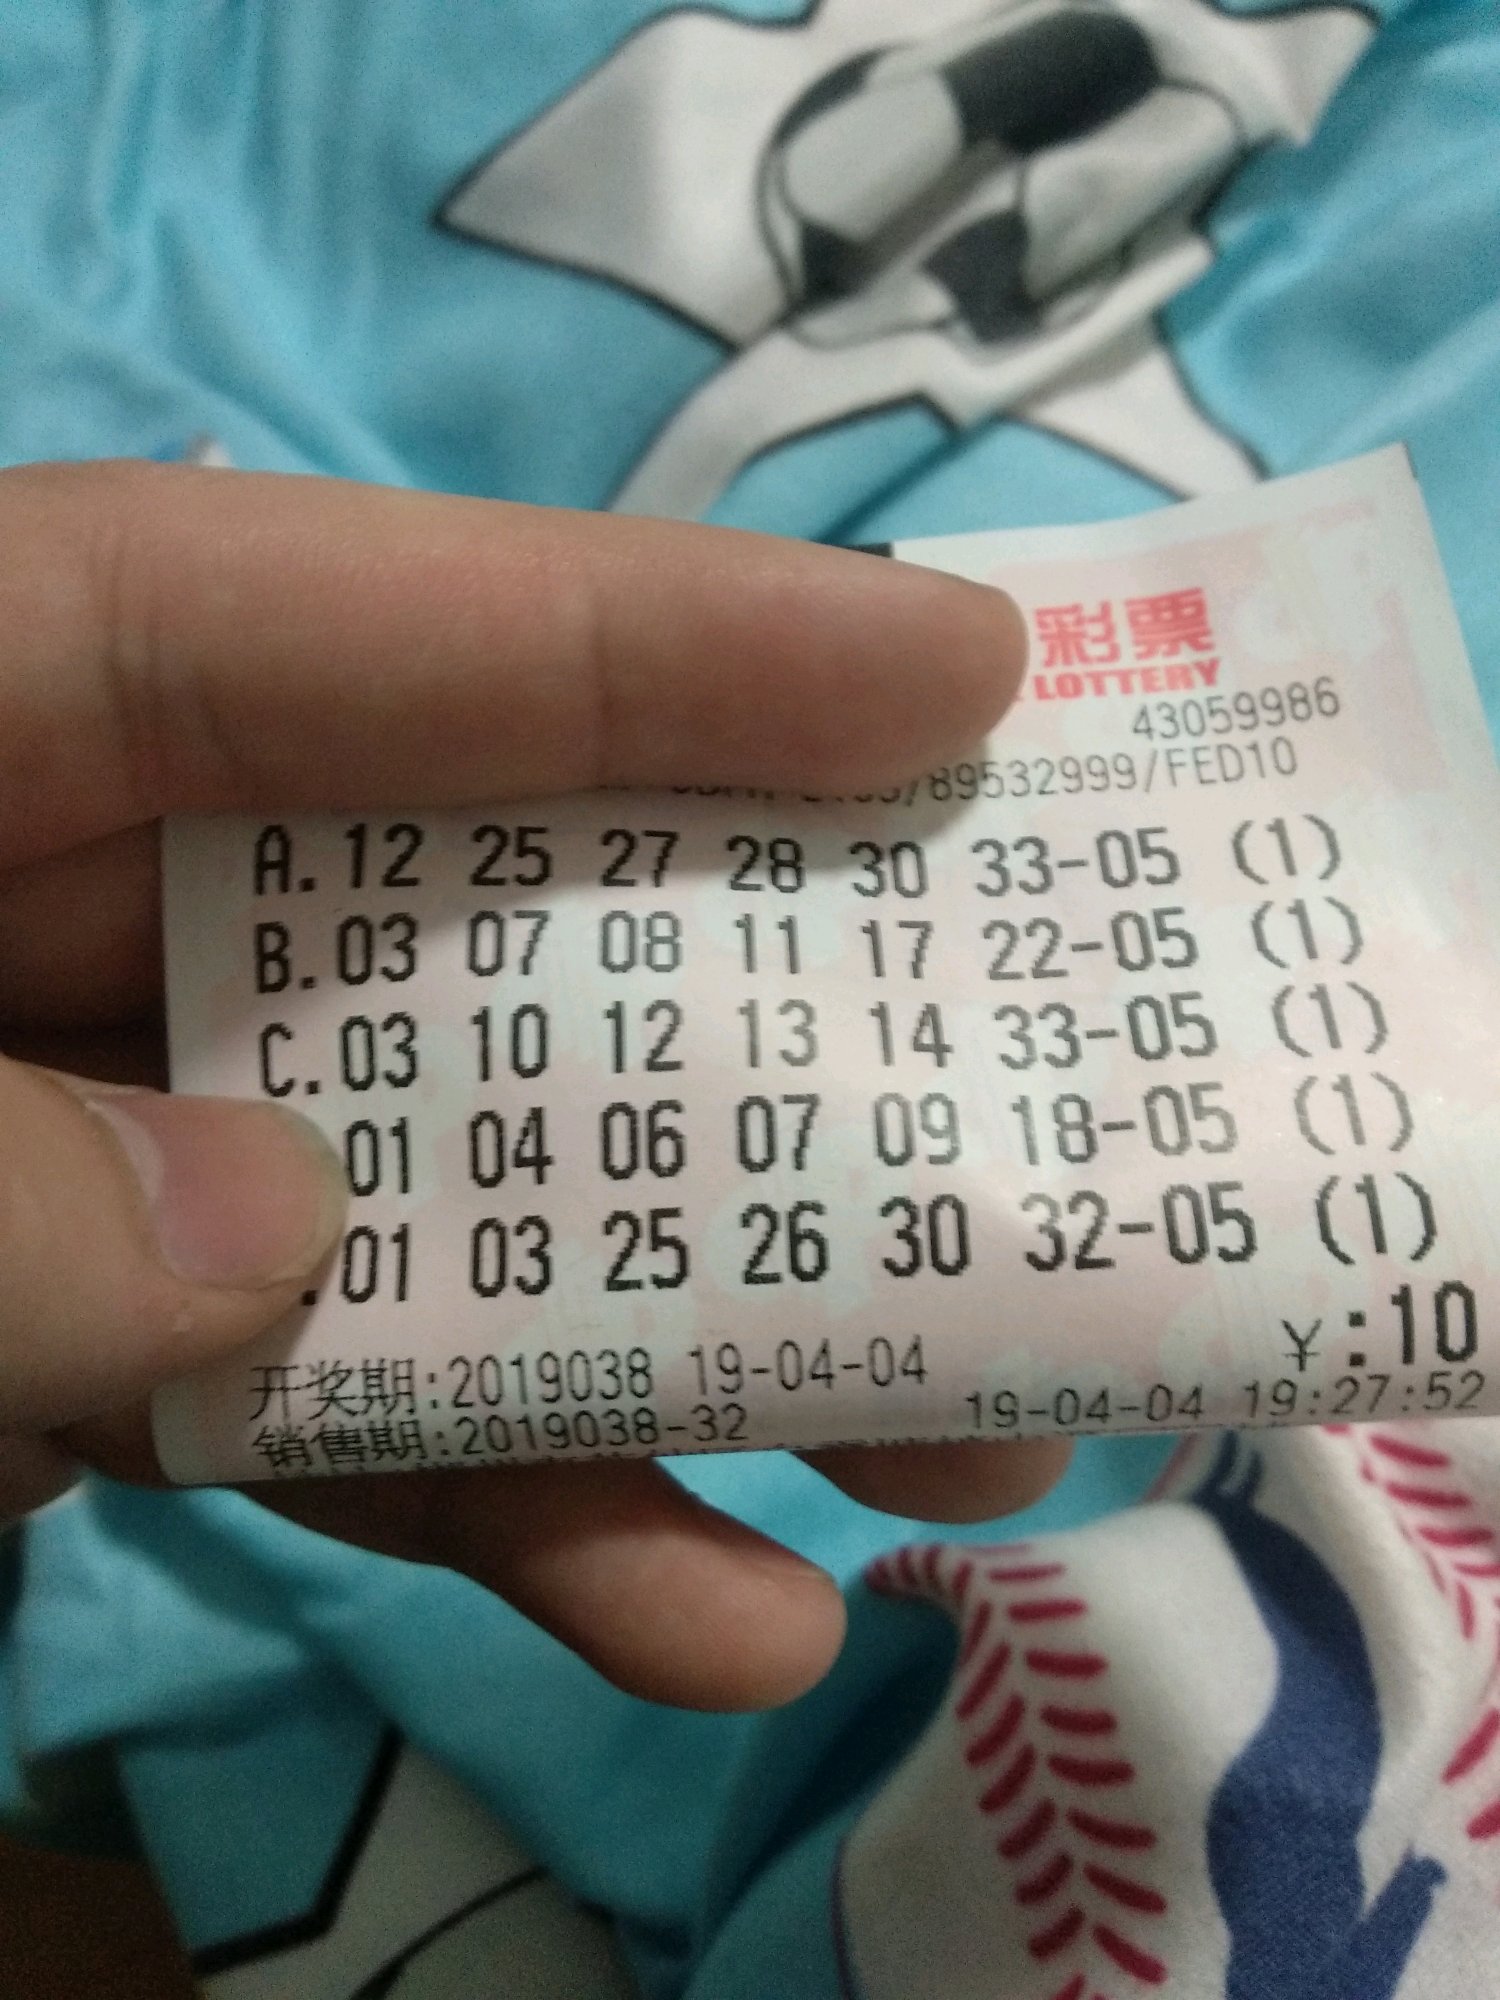 彩票
LOTTERY
43059986
/89532999/FED10
A.12 25 27 28 30 33-05 (1)
B.03 07 08 11 17 22-05 (1)
C.03 10 12 13 14 33-05 (1)
01 04 06 07 09 18-05 (1)
.01 03 25 26 30 32-05 (1)
¥:10
开奖期:2019038 19-04-04
销售期:2019038-32 19-04-04 19:27:52